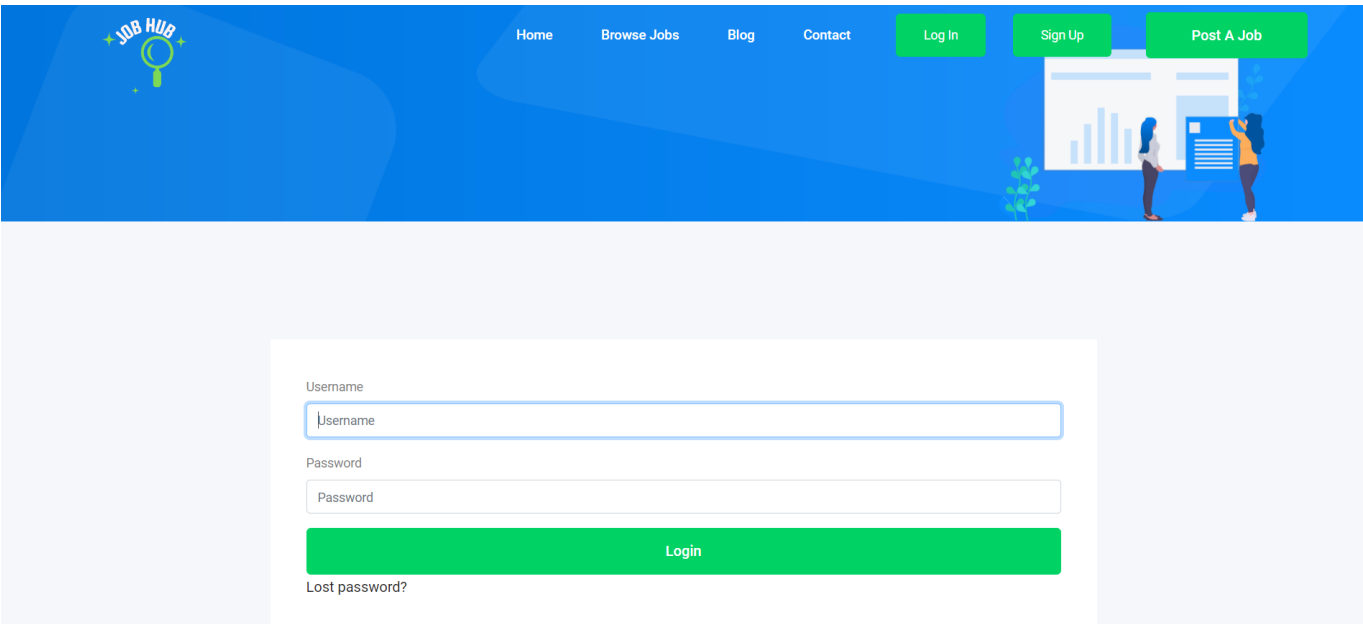 JOB HUB
Home Browse Jobs Blog Contact Log In Sign Up Post A Job
Username
Username
Password
Password
Login
Lost password?